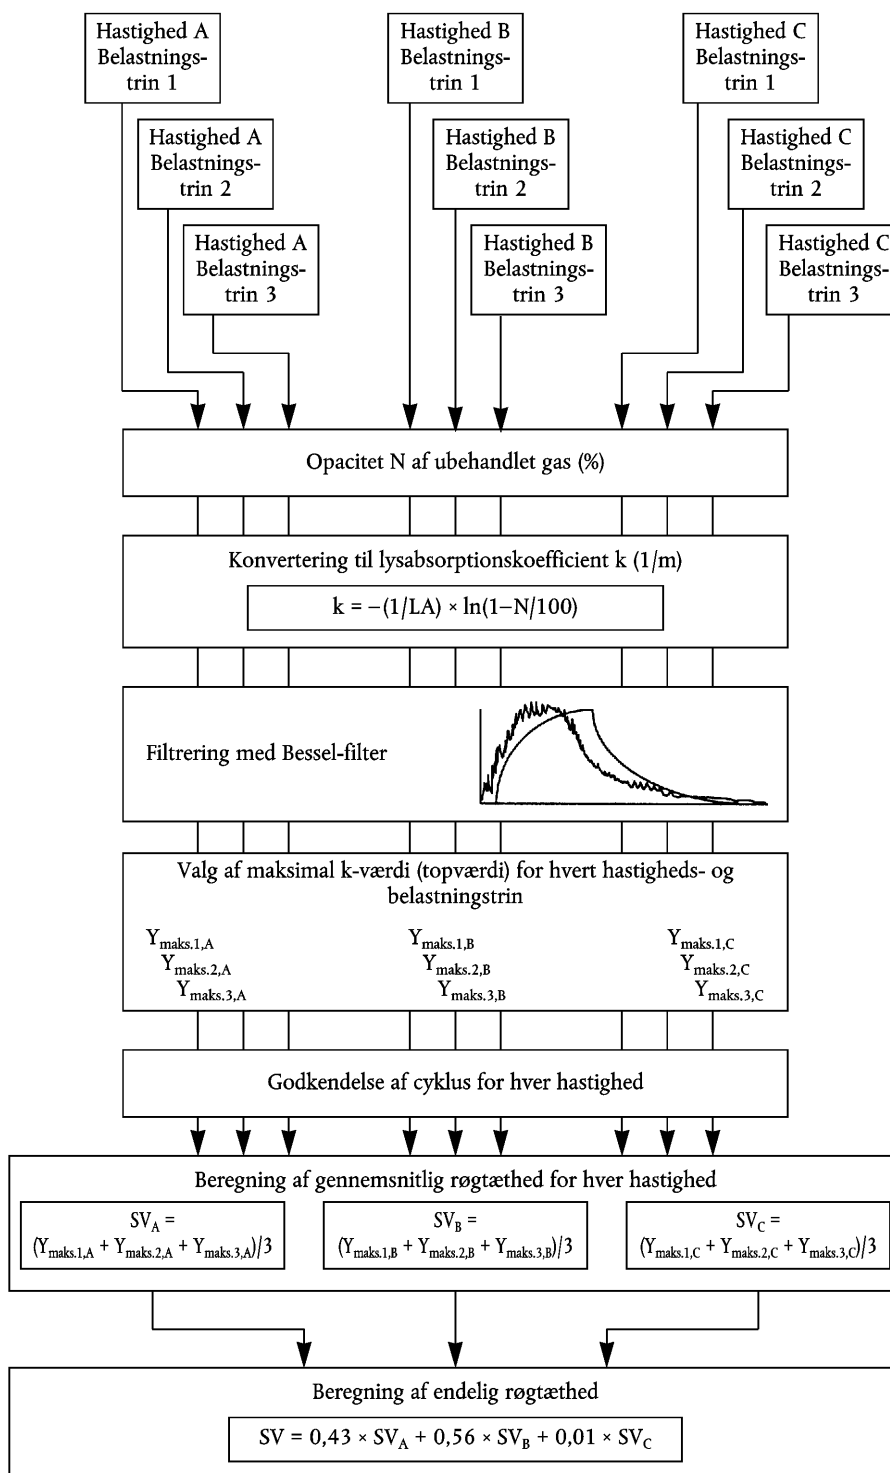 Hastighed A
Belastnings-
trin 1
Hastighed B
Belastnings-
trin 1
Hastighed C
Belastnings-
trin 1
Hastighed A
Belastnings-
trin 2
Hastighed B
Belastnings-
trin 2
Hastighed C
Belastnings-
trin 2
Hastighed A
Belastnings-
trin 3
Hastighed B
Belastnings-
trin 3
Hastighed C
Belastnings-
trin 3
Opacitet N af ubehandlet gas (%)
Konvertering til lysabsorptionskoefficient k (1/m)
k = −(1/LA) × ln(1−N/100)
Filtrering med Bessel-filter
Valg af maksimal k-værdi (topværdi) for hvert hastigheds- og
belastningstrin
Ymaks.1,A Ymaks.1,B Ymaks.1,C
Ymaks.2,A Ymaks.2,B Ymaks.2,C
Ymaks.3,A Ymaks.3,B Ymaks.3,C
Godkendelse af cyklus for hver hastighed
Beregning af gennemsnitlig røgtæthed for hver hastighed
SVA =
(Ymaks.1,A + Ymaks.2,A + Ymaks.3,A)/3
SVB =
(Ymaks.1,B + Ymaks.2,B + Ymaks.3,B)/3
SVC =
(Ymaks.1,C + Ymaks.2,C + Ymaks.3,C)/3
Beregning af endelig røgtæthed
SV = 0,43 × SVA + 0,56 × SVB + 0,01 × SVC